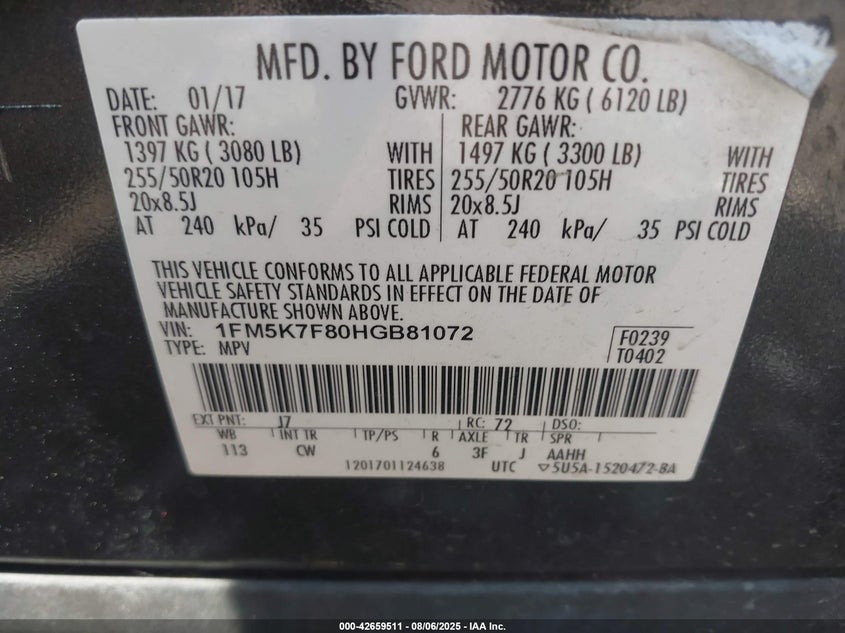 MFD. BY FORD MOTOR CO.
DATE: 01/17 GVWR: 2776 KG ( 6120 LB)
FRONT GAWR: REAR GAWR:
1397 KG ( 3080 LB) WITH 1497 KG ( 3300 LB) WITH
255/50R20 105H TIRES 255/50R20 105H TIRES
20x8.5J RIMS 20x8.5J RIMS
AT 240 kPa/ 35 PSI COLD AT 240 kPa/ 35 PSI COLD
THIS VEHICLE CONFORMS TO ALL APPLICABLE FEDERAL MOTOR
VEHICLE SAFETY STANDARDS IN EFFECT ON THE DATE OF
MANUFACTURE SHOWN ABOVE.
VIN: 1FM5K7F80HGB81072 F0239
TYPE: MPV T0402
EXT PNT: J7 RC: 72 DSO:
WB INT TR TP/PS R AXLE TR SPR
113 CW 6 3F J AAHH
1201701124638 UTC ▽5U5A-1520472-BA
000-42659511 - 08/06/2025 - IAA Inc.